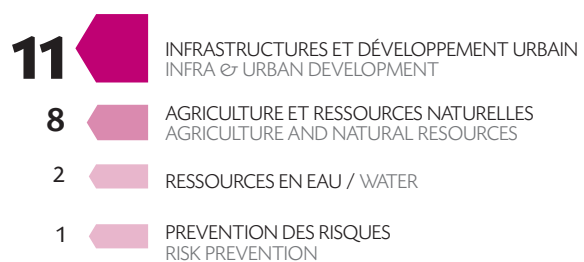 11 INFRASTRUCTURES ET DÉVELOPPEMENT URBAIN
INFRA & URBAN DEVELOPMENT
8 AGRICULTURE ET RESSOURCES NATURELLES
AGRICULTURE AND NATURAL RESOURCES
2 RESSOURCES EN EAU / WATER
1 PREVENTION DES RISQUES
RISK PREVENTION